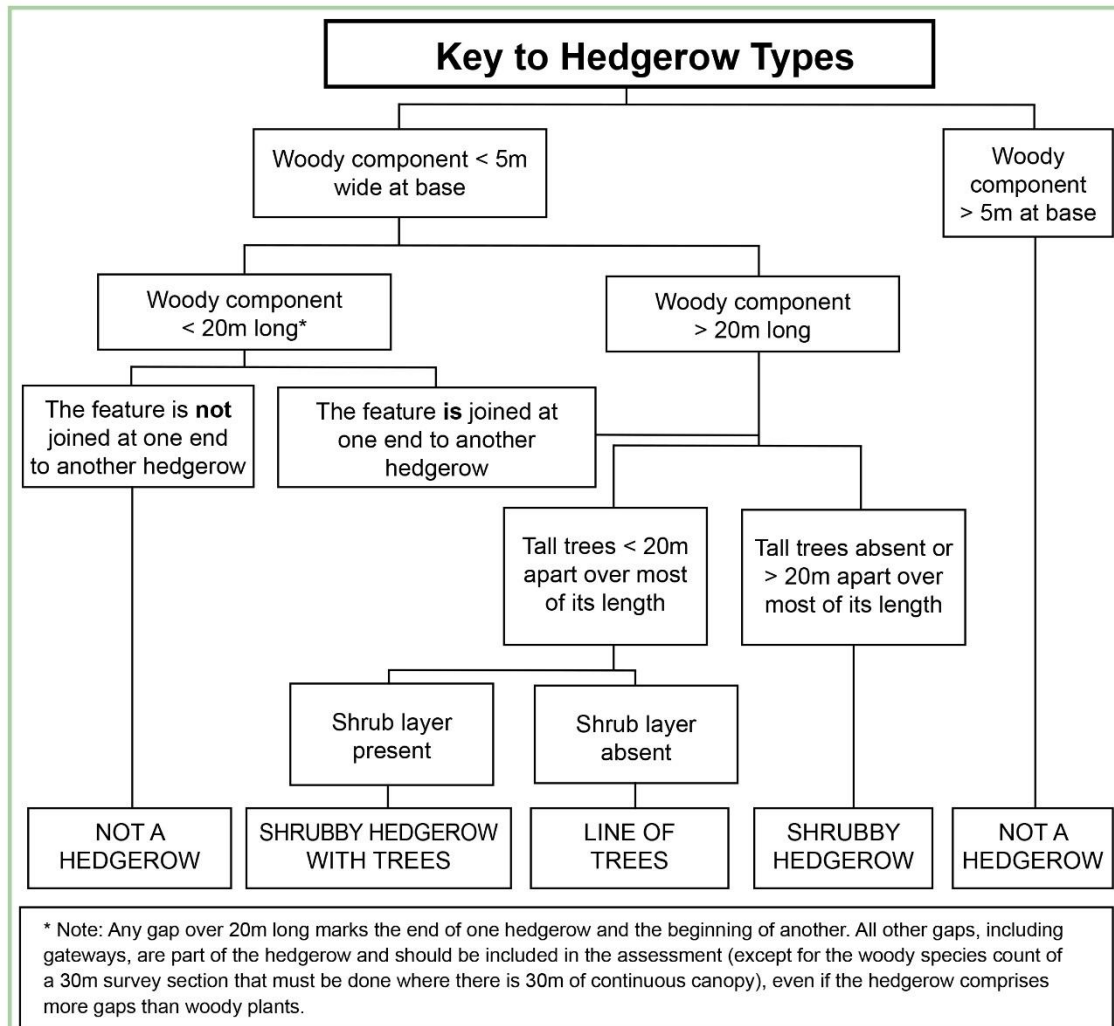 Key to Hedgerow Types
Woody component < 5m
wide at base
Woody
component
> 5m at base
Woody component
< 20m long*
Woody component
> 20m long
The feature is not
joined at one end
to another hedgerow
The feature is joined at
one end to another
hedgerow
Tall trees < 20m
apart over most
of its length
Tall trees absent or
> 20m apart over
most of its length
Shrub layer
present
Shrub layer
absent
NOT A
HEDGEROW
SHRUBBY HEDGEROW
WITH TREES
LINE OF
TREES
SHRUBBY
HEDGEROW
NOT A
HEDGEROW
* Note: Any gap over 20m long marks the end of one hedgerow and the beginning of another. All other gaps, including
gateways, are part of the hedgerow and should be included in the assessment (except for the woody species count of
a 30m survey section that must be done where there is 30m of continuous canopy), even if the hedgerow comprises
more gaps than woody plants.